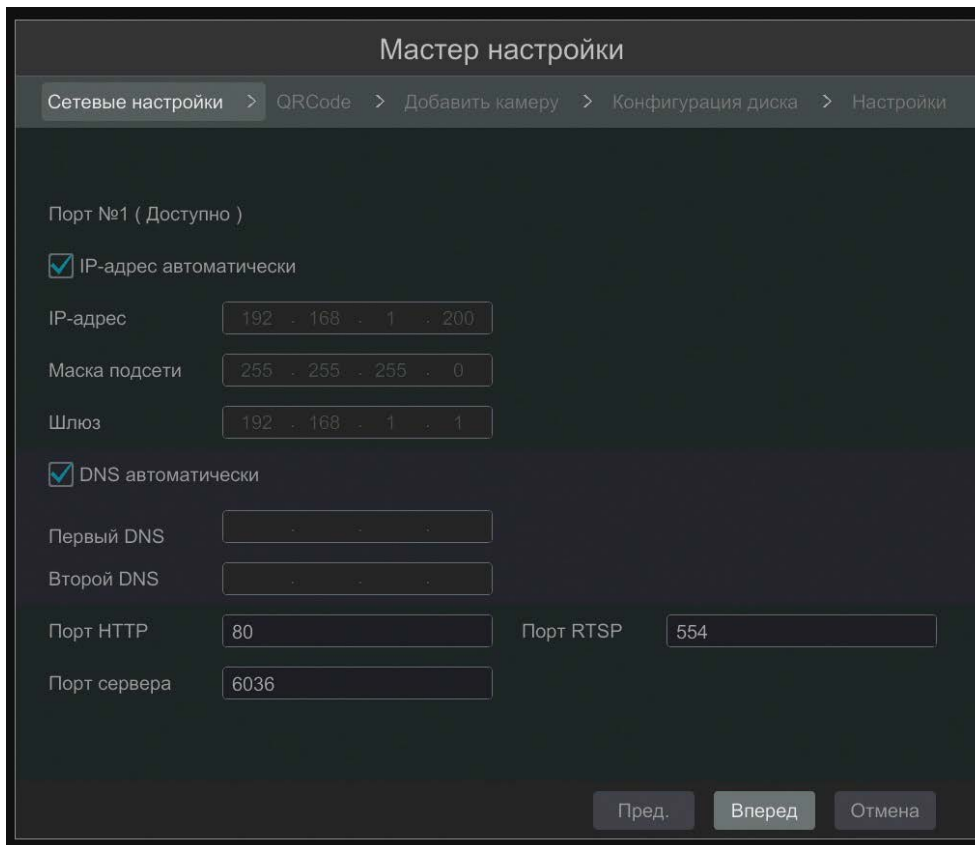 Мастер настройки
Сетевые настройки > QRCode > Добавить камеру > Конфигурация диска > Настройки
Порт №1 ( Доступно )
IP-адрес автоматически
IP-адрес 192 . 168 . 1 . 200
Маска подсети 255 . 255 . 255 . 0
Шлюз 192 . 168 . 1 . 1
DNS автоматически
Первый DNS . . .
Второй DNS . . .
Порт HTTP 80 Порт RTSP 554
Порт сервера 6036
Пред. Вперед Отмена